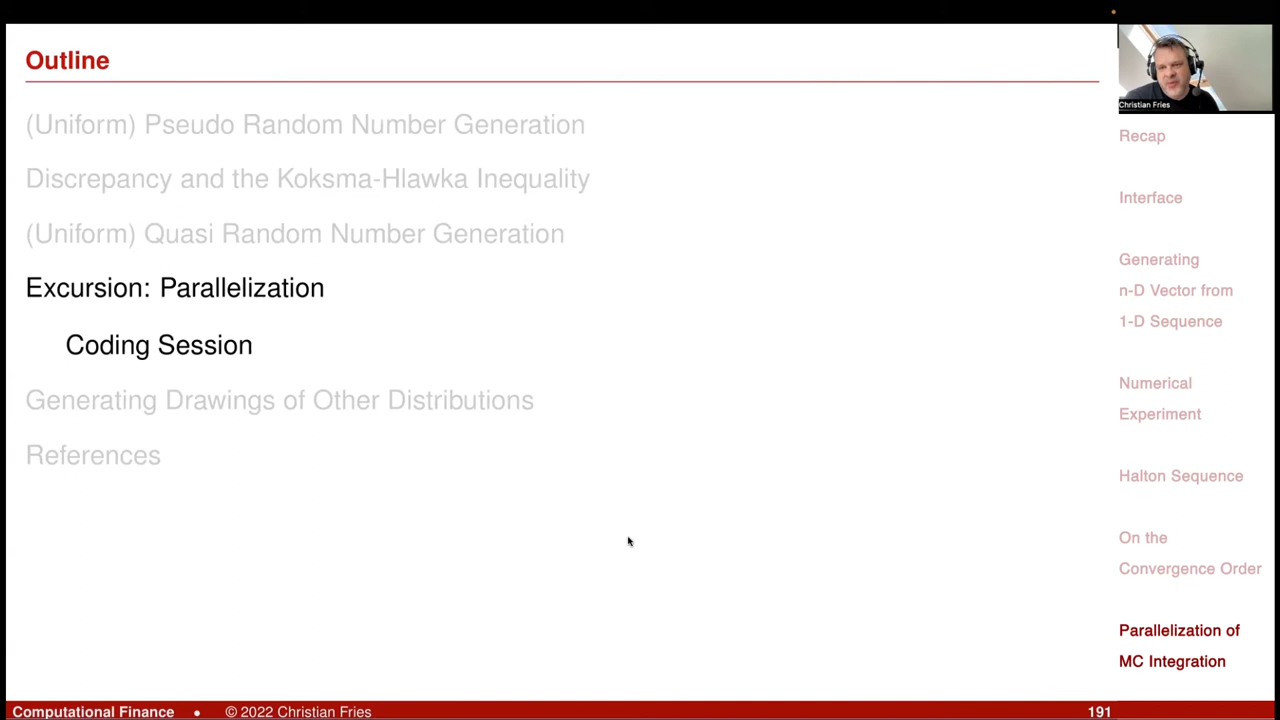 Outline
(Uniform) Pseudo Random Number Generation
Discrepancy and the Koksma-Hlawka Inequality
(Uniform) Quasi Random Number Generation
Excursion: Parallelization
Coding Session
Generating Drawings of Other Distributions
References
Christian Fries
Recap
Interface
Generating
n-D Vector from
1-D Sequence
Numerical
Experiment
Halton Sequence
On the
Convergence Order
Parallelization of
MC Integration
Computational Finance • © 2022 Christian Fries 191